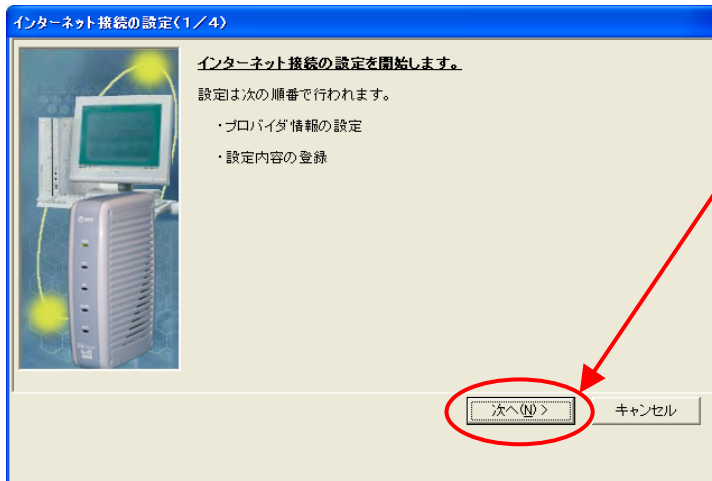 インターネット接続の設定(1/4)
インターネット接続の設定を開始します。
設定は次の順番で行われます。
・プロバイダ情報の設定
・設定内容の登録
次へ(N) >
キャンセル